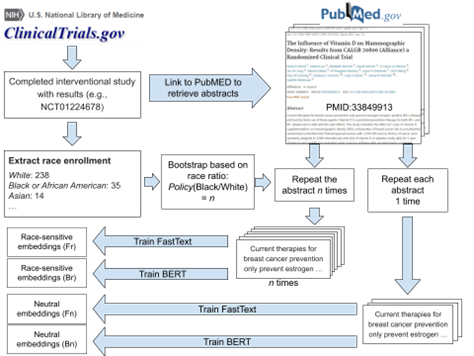 NIH U.S. National Library of Medicine
ClinicalTrials.gov
PubMed.gov
Completed interventional study
with results (e.g.,
NCT01224678)
Link to PubMED to
retrieve abstracts
The Influence of Vitamin D on Mammographic
Density: Results from CALGB 70806 (Alliance) a
Randomized Clinical Trial
Abstract
PMID:33849913
Extract race enrollment
White: 238
Black or African American: 35
Asian: 14
...
Bootstrap based on
race ratio:
Policy(Black/White)
= n
Repeat the
abstract n times
Repeat each
abstract
1 time
Race-sensitive
embeddings (Fr)
Train FastText
Race-sensitive
embeddings (Br)
Train BERT
Current therapies for
breast cancer prevention
only prevent estrogen ...
n times
Neutral
embeddings (Fn)
Train FastText
Neutral
embeddings (Bn)
Train BERT
Current therapies for
breast cancer prevention
only prevent estrogen ...